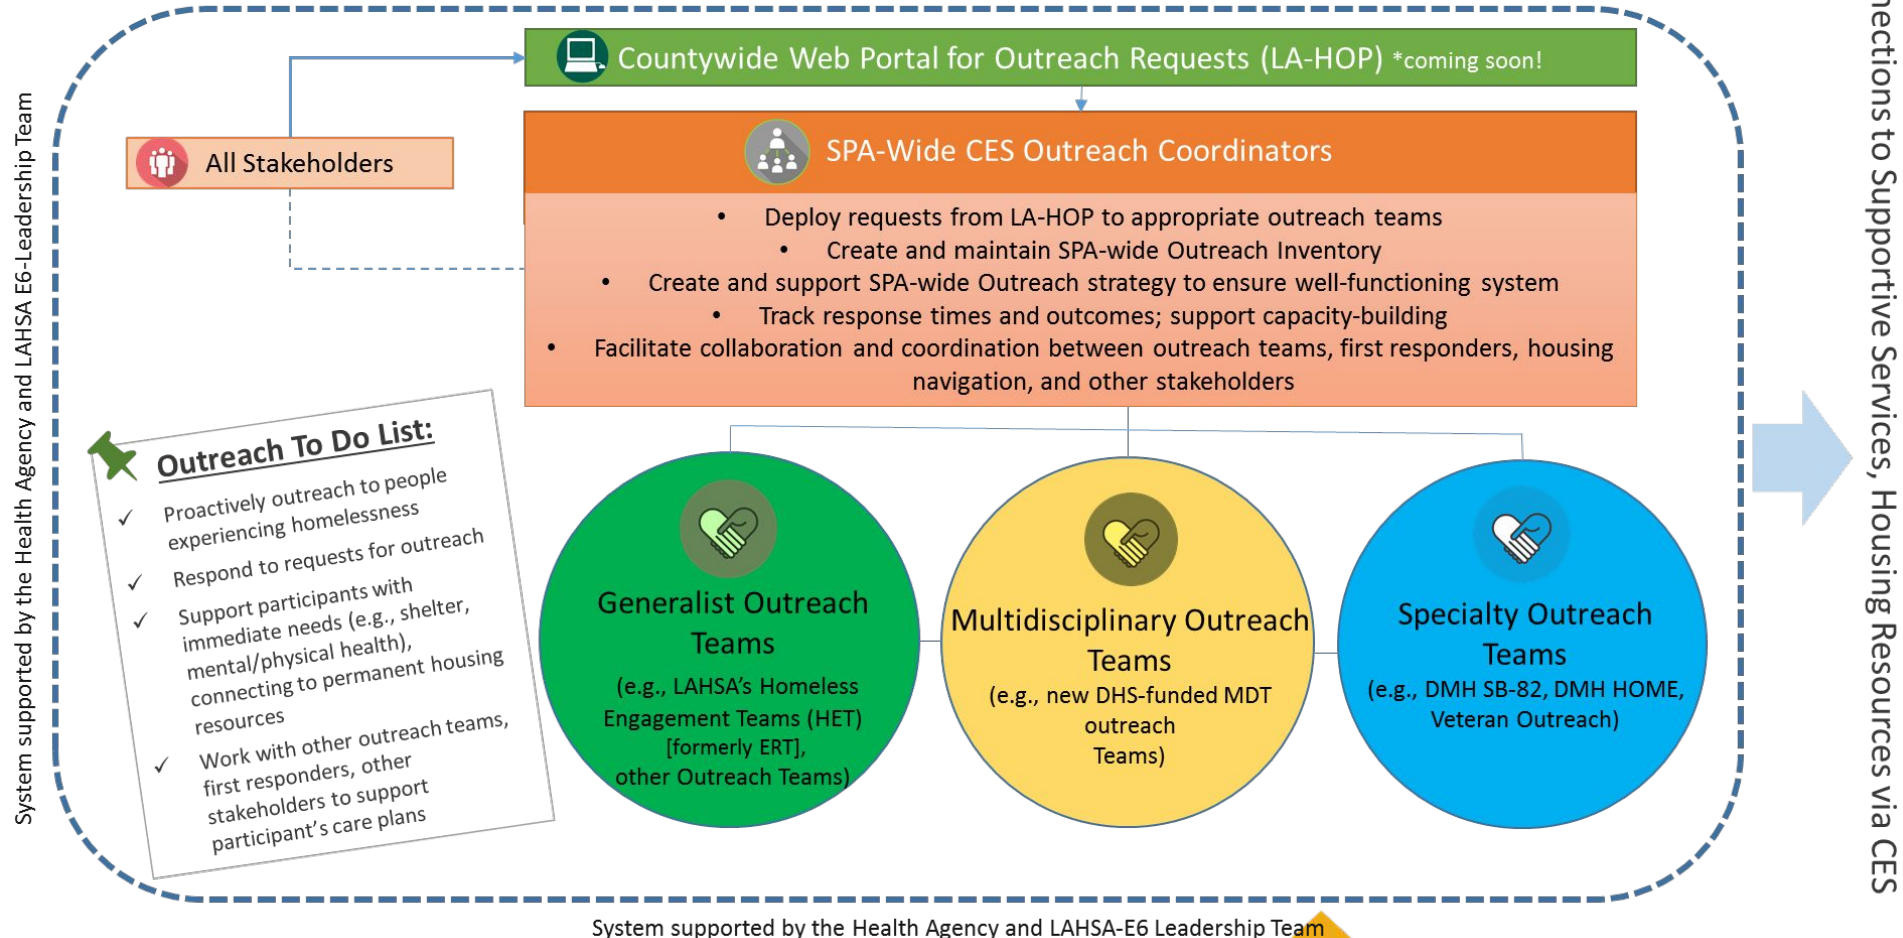 Countywide Web Portal for Outreach Requests (LA-HOP) *coming soon!
All Stakeholders
SPA-Wide CES Outreach Coordinators
• Deploy requests from LA-HOP to appropriate outreach teams
• Create and maintain SPA-wide Outreach Inventory
• Create and support SPA-wide Outreach strategy to ensure well-functioning system
• Track response times and outcomes; support capacity-building
• Facilitate collaboration and coordination between outreach teams, first responders, housing
navigation, and other stakeholders
System supported by the Health Agency and LAHSA E6-Leadership Team
Outreach To Do List:
✓ Proactively outreach to people
experiencing homelessness
✓ Respond to requests for outreach
✓ Support participants with
immediate needs (e.g., shelter,
mental/physical health),
connecting to permanent housing
resources
✓ Work with other outreach teams,
first responders, other
stakeholders to support
participant's care plans
Generalist Outreach
Teams
(e.g., LAHSA's Homeless
Engagement Teams (HET)
[formerly ERT],
other Outreach Teams)
Multidisciplinary Outreach
Teams
(e.g., new DHS-funded MDT
outreach
Teams)
Specialty Outreach
Teams
(e.g., DMH SB-82, DMH HOME,
Veteran Outreach)
to Supportive Services, Housing Resources via CES
System supported by the Health Agency and LAHSA-E6 Leadership Team